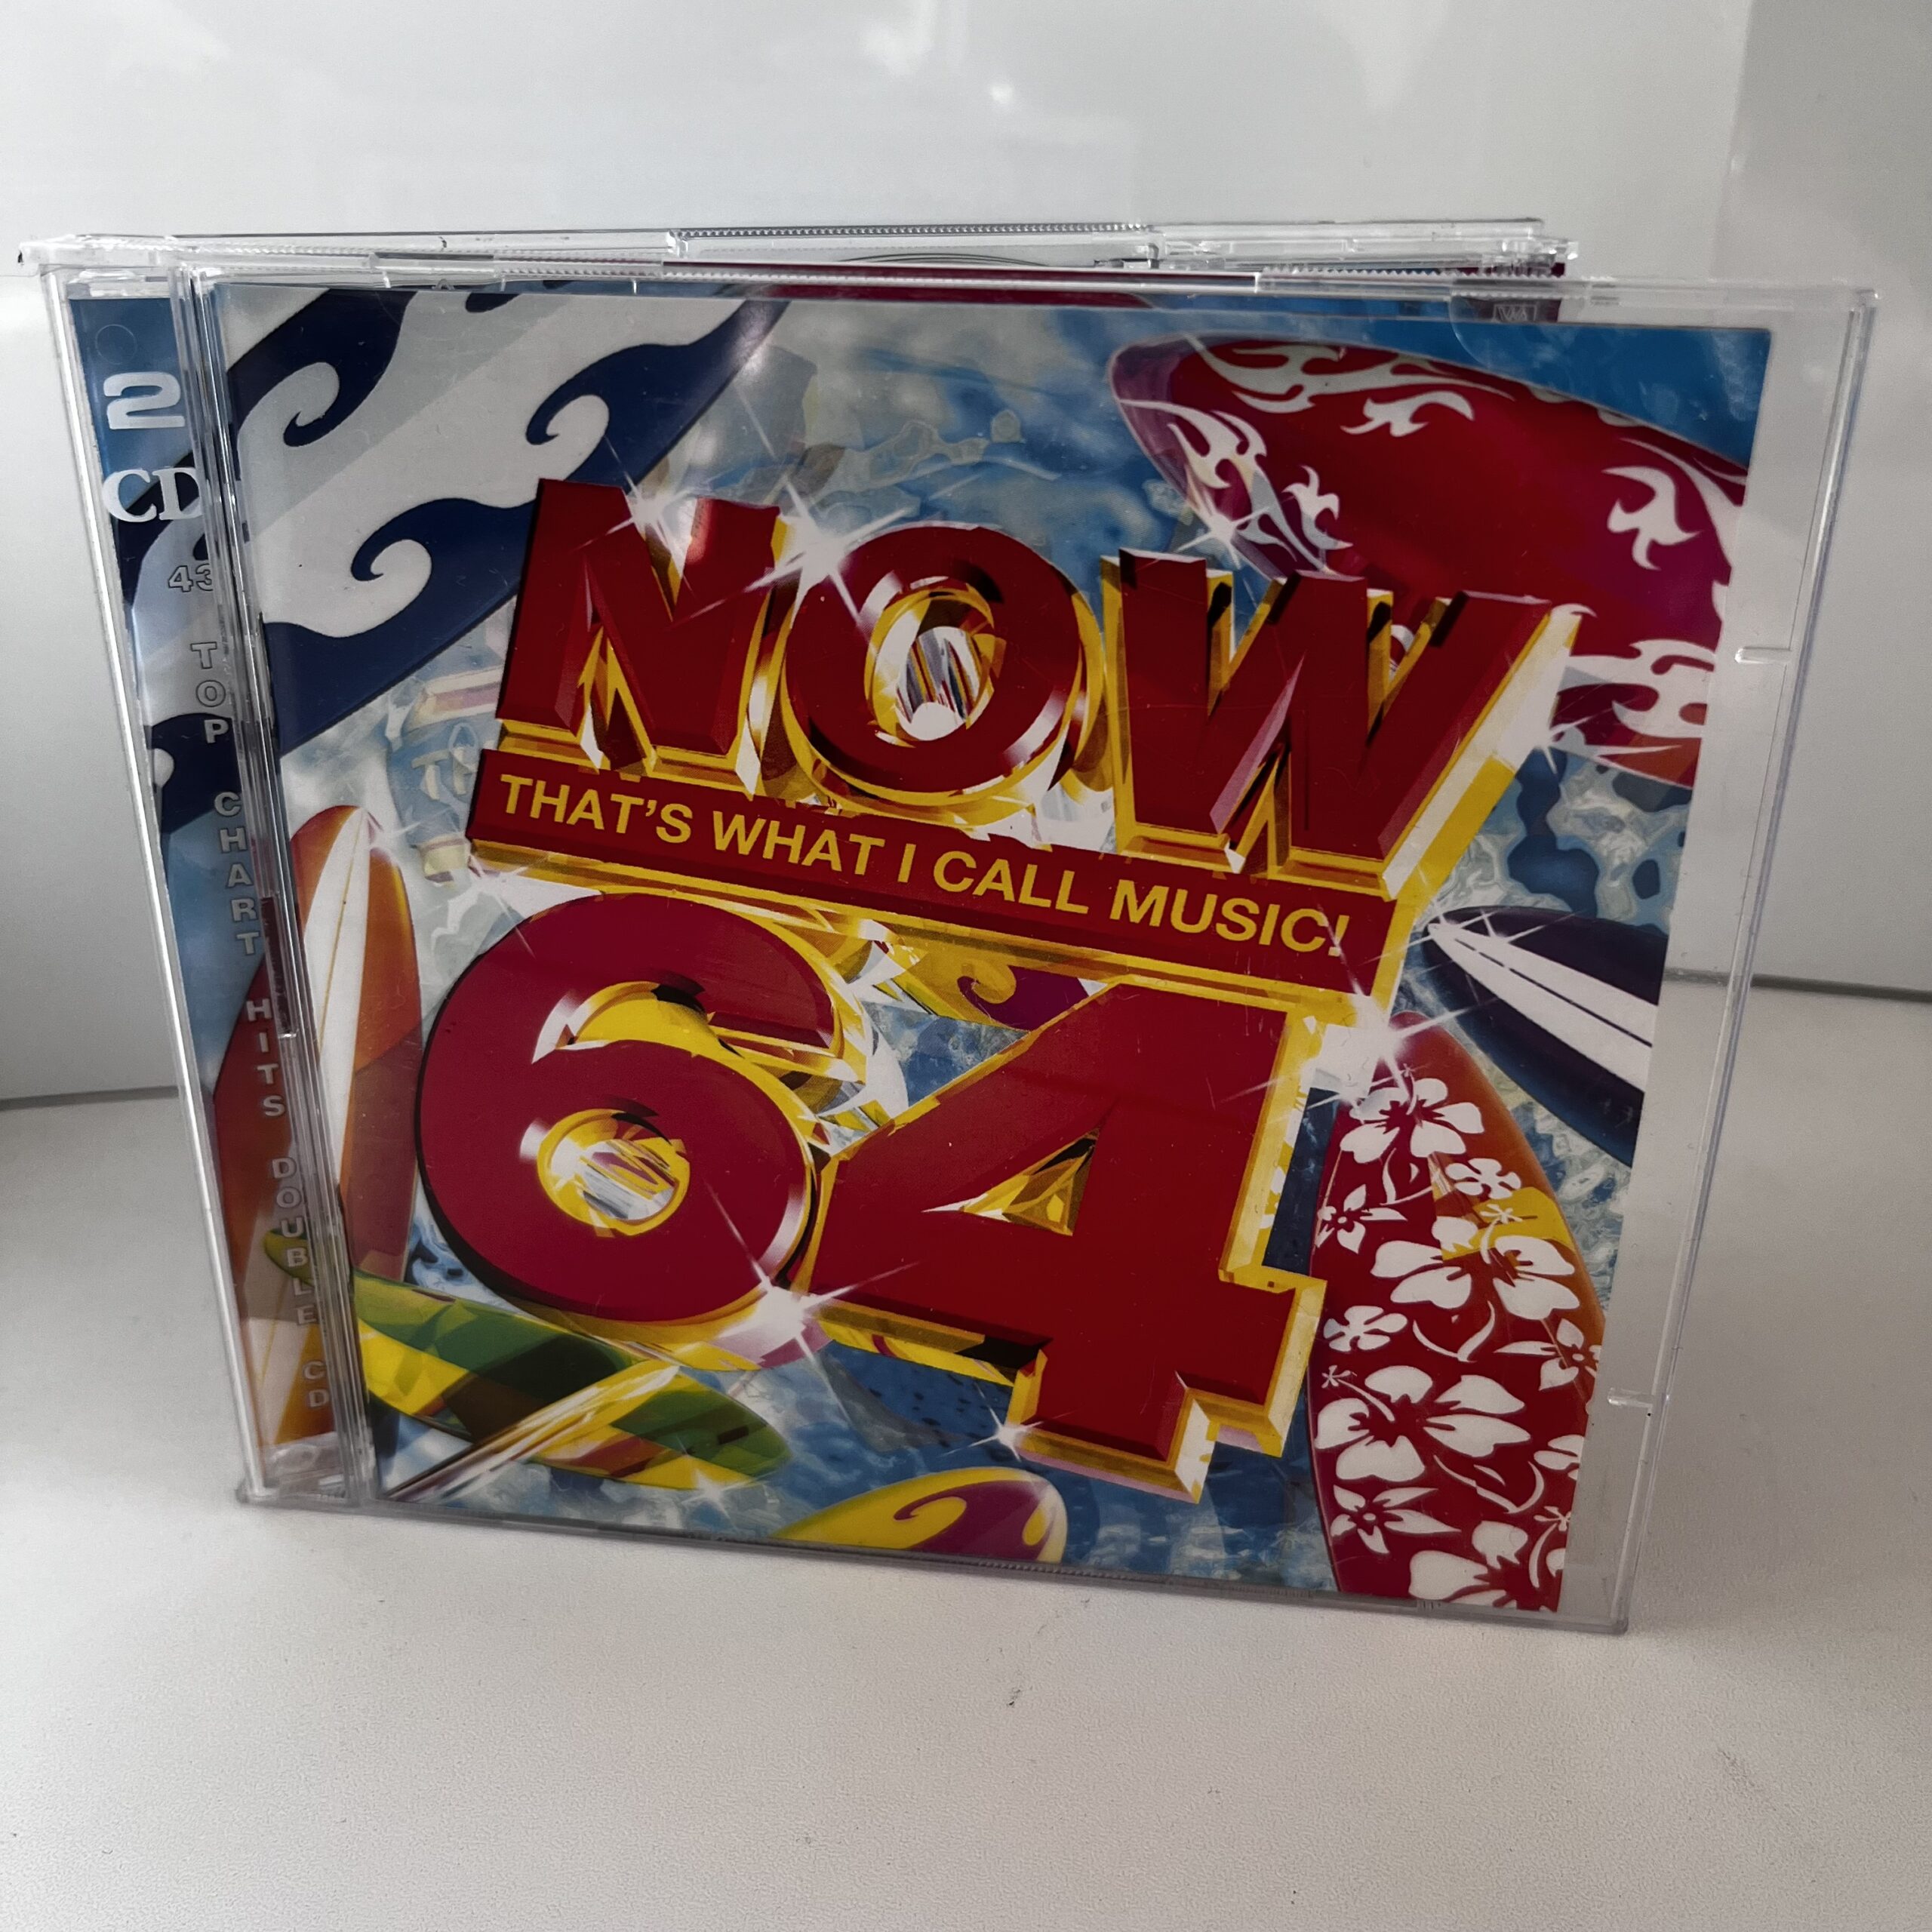 2
CD
43 TOP CHART HITS DOUBLE CD
NOW
THAT'S WHAT I CALL MUSIC!
64